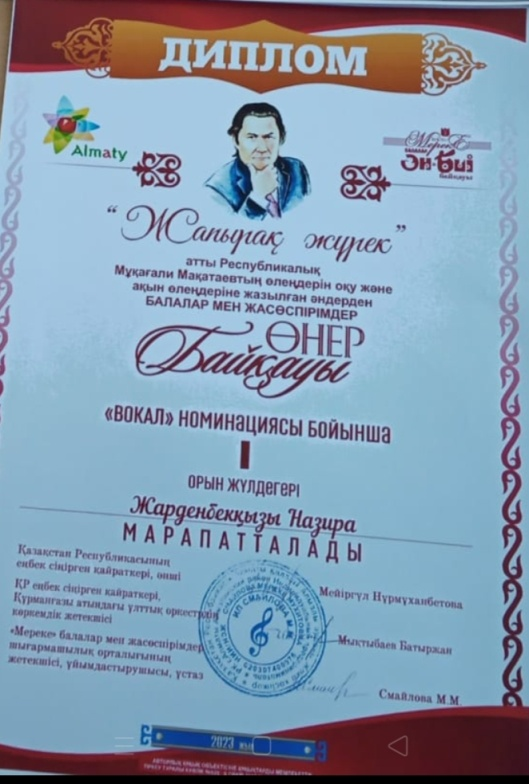 ДИПЛОМ
Almaty
Мереке
Ән-Би
байқауы
“Жапырақ жүрек”
атты Республикалық
Мұқағали Мақатаевтың өлеңдерін оқу және
ақын өлеңдеріне жазылған әндерден
БАЛАЛАР МЕН ЖАСӨСПІРІМДЕР
ӨНЕР
Байқауы
«ВОКАЛ» НОМИНАЦИЯСЫ БОЙЫНША
I
ОРЫН ЖҮЛДЕГЕРІ
Жарденбекқызы Назира
МАРАПАТТАЛАДЫ
Қазақстан Республикасының
еңбек сіңірген қайраткері, әнші
Мейіргүл Нұрмұханбетова
ҚР еңбек сіңірген қайраткері,
Құрманғазы атындағы ұлттық оркестрдің
көркемдік жетекшісі
Мықтыбаев Батыржан
«Мереке» балалар мен жасөспірімдер
шығармашылық орталығының
жетекшісі, ұйымдастырушысы, ұстаз
Смайлова М.М.
ИП СМАЙЛОВА М.М.
2023 жыл